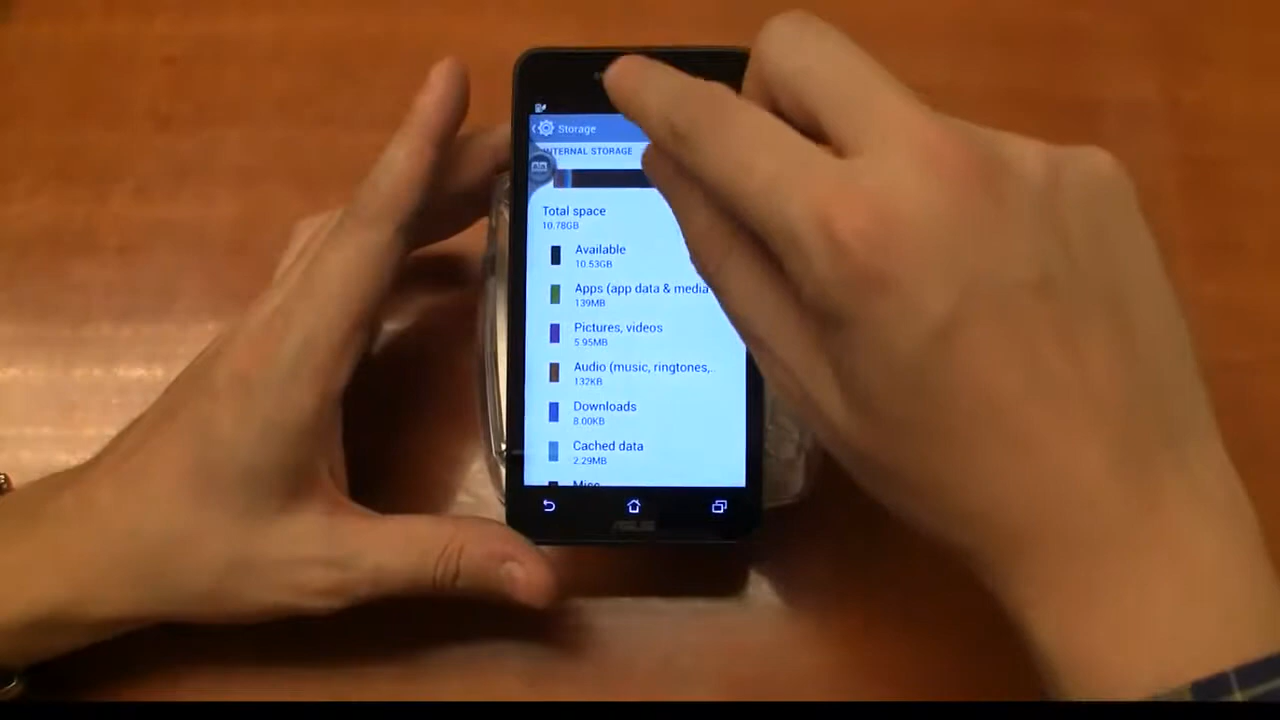 Storage
INTERNAL STORAGE
Total space
10.78GB
Available
10.53GB
Apps (app data & media
139MB
Pictures, videos
5.95MB
Audio (music, ringtones,..
132KB
Downloads
8.00KB
Cached data
2.29MB
Misc
ASUS